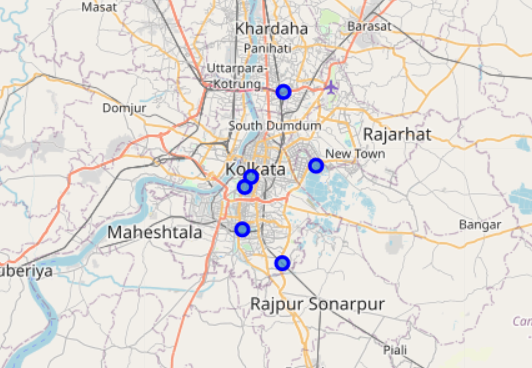 Masat
Khardaha
Barasat
Panihati
Uttarpara-
Kotrung
Domjur
South Dumdum
Rajarhat
New Town
Kolkata
Bangar
Maheshtala
uberiya
Rajpur Sonarpur
Piali
Can